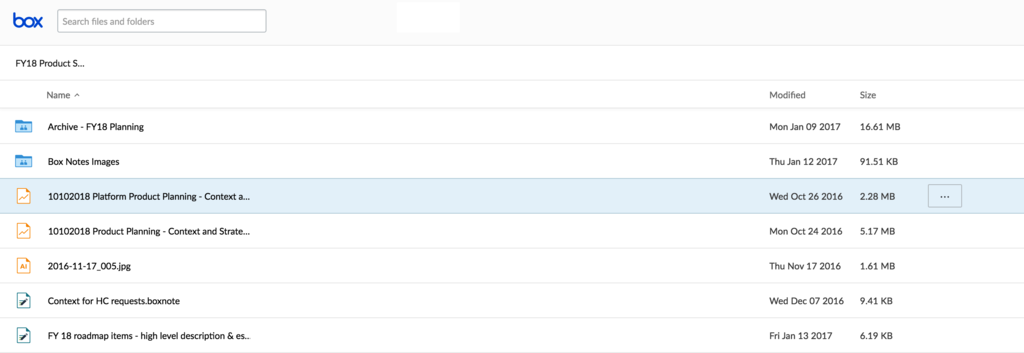 box Search files and folders
FY18 Product S...
Name Modified Size
Archive - FY18 Planning Mon Jan 09 2017 16.61 MB
Box Notes Images Thu Jan 12 2017 91.51 KB
10102018 Platform Product Planning - Context a... Wed Oct 26 2016 2.28 MB ...
10102018 Product Planning - Context and Strate... Mon Oct 24 2016 5.17 MB
AI 2016-11-17_005.jpg Thu Nov 17 2016 1.61 MB
Context for HC requests.boxnote Wed Dec 07 2016 9.41 KB
FY 18 roadmap items - high level description & es.. Fri Jan 13 2017 6.19 KB